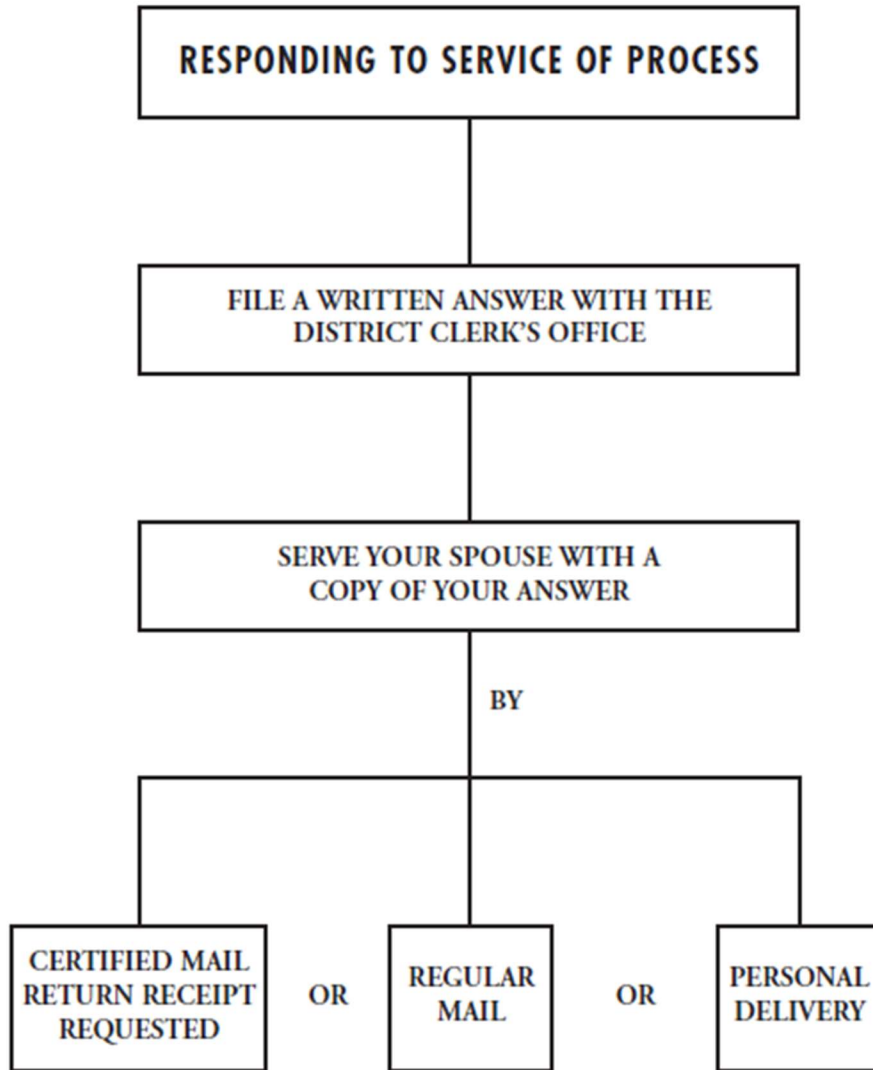 RESPONDING TO SERVICE OF PROCESS
FILE A WRITTEN ANSWER WITH THE
DISTRICT CLERK'S OFFICE
SERVE YOUR SPOUSE WITH A
COPY OF YOUR ANSWER
BY
CERTIFIED MAIL
RETURN RECEIPT
REQUESTED
OR
REGULAR
MAIL
OR
PERSONAL
DELIVERY